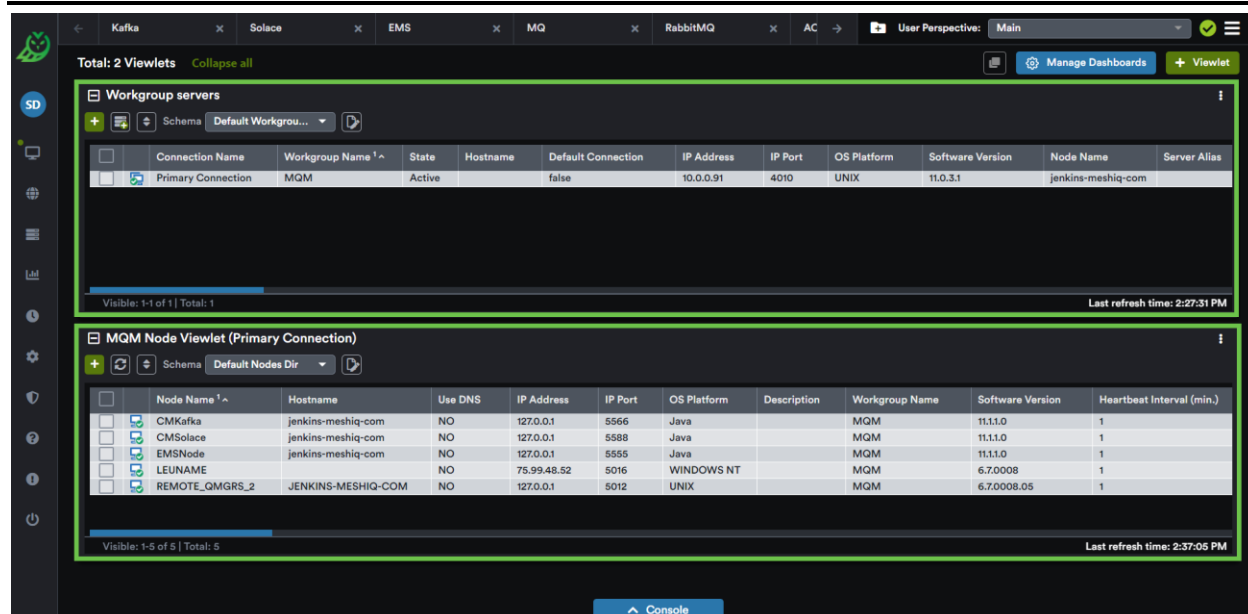 Kafka Solace EMS MQ RabbitMQ AC User Perspective: Main
Total: 2 Viewlets Collapse all Manage Dashboards + Viewlet
SD
Workgroup servers
Schema Default Workgrou...
Connection Name Workgroup Name 1 State Hostname Default Connection IP Address IP Port OS Platform Software Version Node Name Server Alias
Primary Connection MQM Active false 10.0.0.91 4010 UNIX 11.0.3.1 jenkins-meshiq-com
Visible: 1-1 of 1 | Total: 1 Last refresh time: 2:27:31 PM
MQM Node Viewlet (Primary Connection)
Schema Default Nodes Dir
Node Name 1 Hostname Use DNS IP Address IP Port OS Platform Description Workgroup Name Software Version Heartbeat Interval (min.)
CMKafka jenkins-meshiq-com NO 127.0.0.1 5566 Java MQM 11.1.1.0 1
CMSolace jenkins-meshiq-com NO 127.0.0.1 5588 Java MQM 11.1.1.0 1
EMSNode jenkins-meshiq-com NO 127.0.0.1 5555 Java MQM 11.1.1.0 1
LEUNAME NO 75.99.48.52 5016 WINDOWS NT MQM 6.7.0008 1
REMOTE_QMGRS_2 JENKINS-MESHIQ-COM NO 127.0.0.1 5012 UNIX MQM 6.7.0008.05 1
Visible: 1-5 of 5 | Total: 5 Last refresh time: 2:37:05 PM
Console